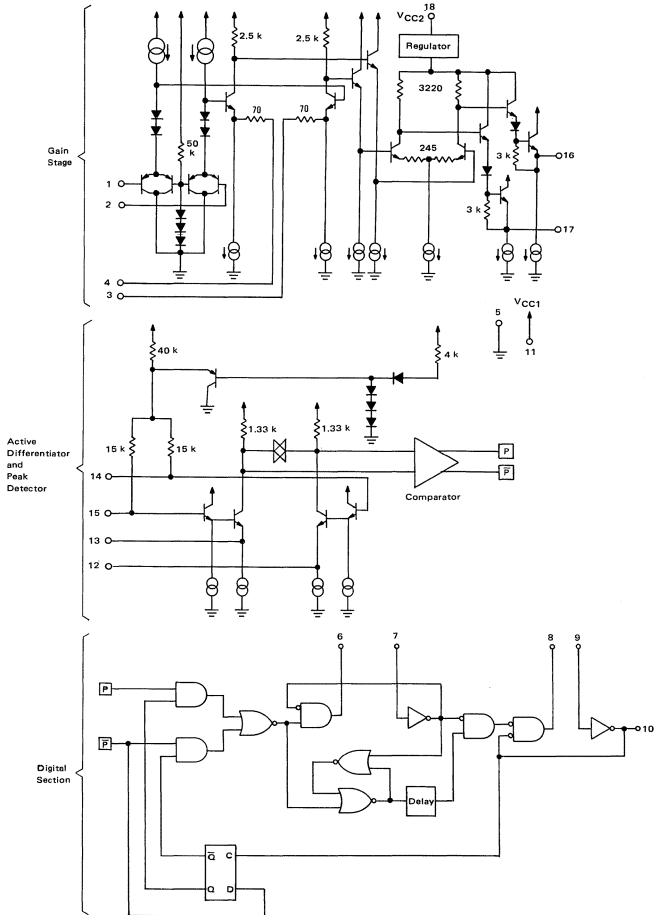 18
VCC2
Regulator
2.5 k
2.5 k
3220
70
70
50 k
245
3 k
3 k
16
17
Gain Stage
1
2
4
3
VCC1
5
11
40 k
4 k
1.33 k
1.33 k
15 k
15 k
Active Differentiator and Peak Detector
14
15
13
12
P
P̅
Comparator
6
7
8
9
P
P̅
10
Digital Section
Delay
Q̅ C
Q D